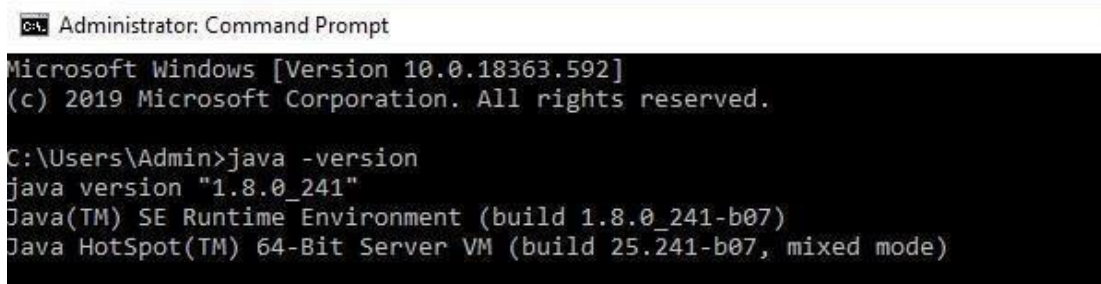 Administrator: Command Prompt
Microsoft Windows [Version 10.0.18363.592]
(c) 2019 Microsoft Corporation. All rights reserved.
C:\Users\Admin>java -version
java version "1.8.0_241"
Java(TM) SE Runtime Environment (build 1.8.0_241-b07)
Java HotSpot(TM) 64-Bit Server VM (build 25.241-b07, mixed mode)